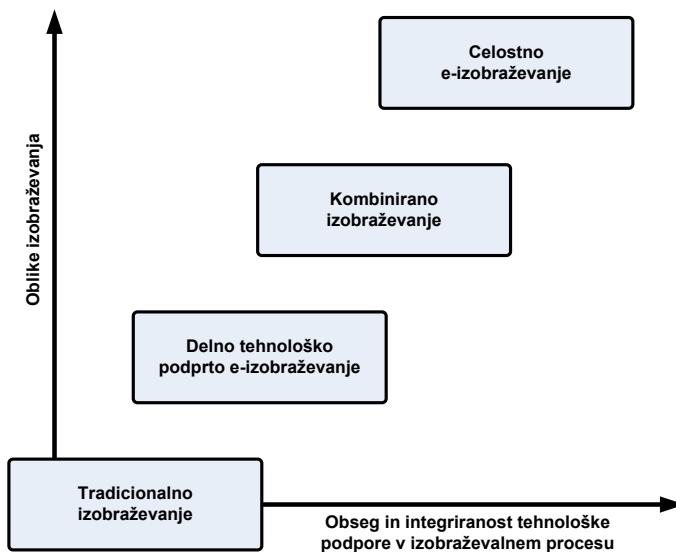 Celostno
e-izobraževanje
Kombinirano
izobraževanje
Oblike izobraževanja
Delno tehnološko
podprto e-izobraževanje
Tradicionalno
izobraževanje
Obseg in integriranost tehnološke
podpore v izobraževalnem procesu